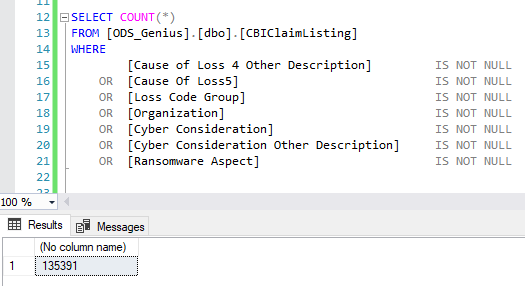 12 SELECT COUNT(*)
13 FROM [ODS_Genius].[dbo].[CBIClaimListing]
14 WHERE
15 [Cause of Loss 4 Other Description] IS NOT NULL
16 OR [Cause Of Loss5] IS NOT NULL
17 OR [Loss Code Group] IS NOT NULL
18 OR [Organization] IS NOT NULL
19 OR [Cyber Consideration] IS NOT NULL
20 OR [Cyber Consideration Other Description] IS NOT NULL
21 OR [Ransomware Aspect] IS NOT NULL
22
23
100 %
Results Messages
(No column name)
1 135391